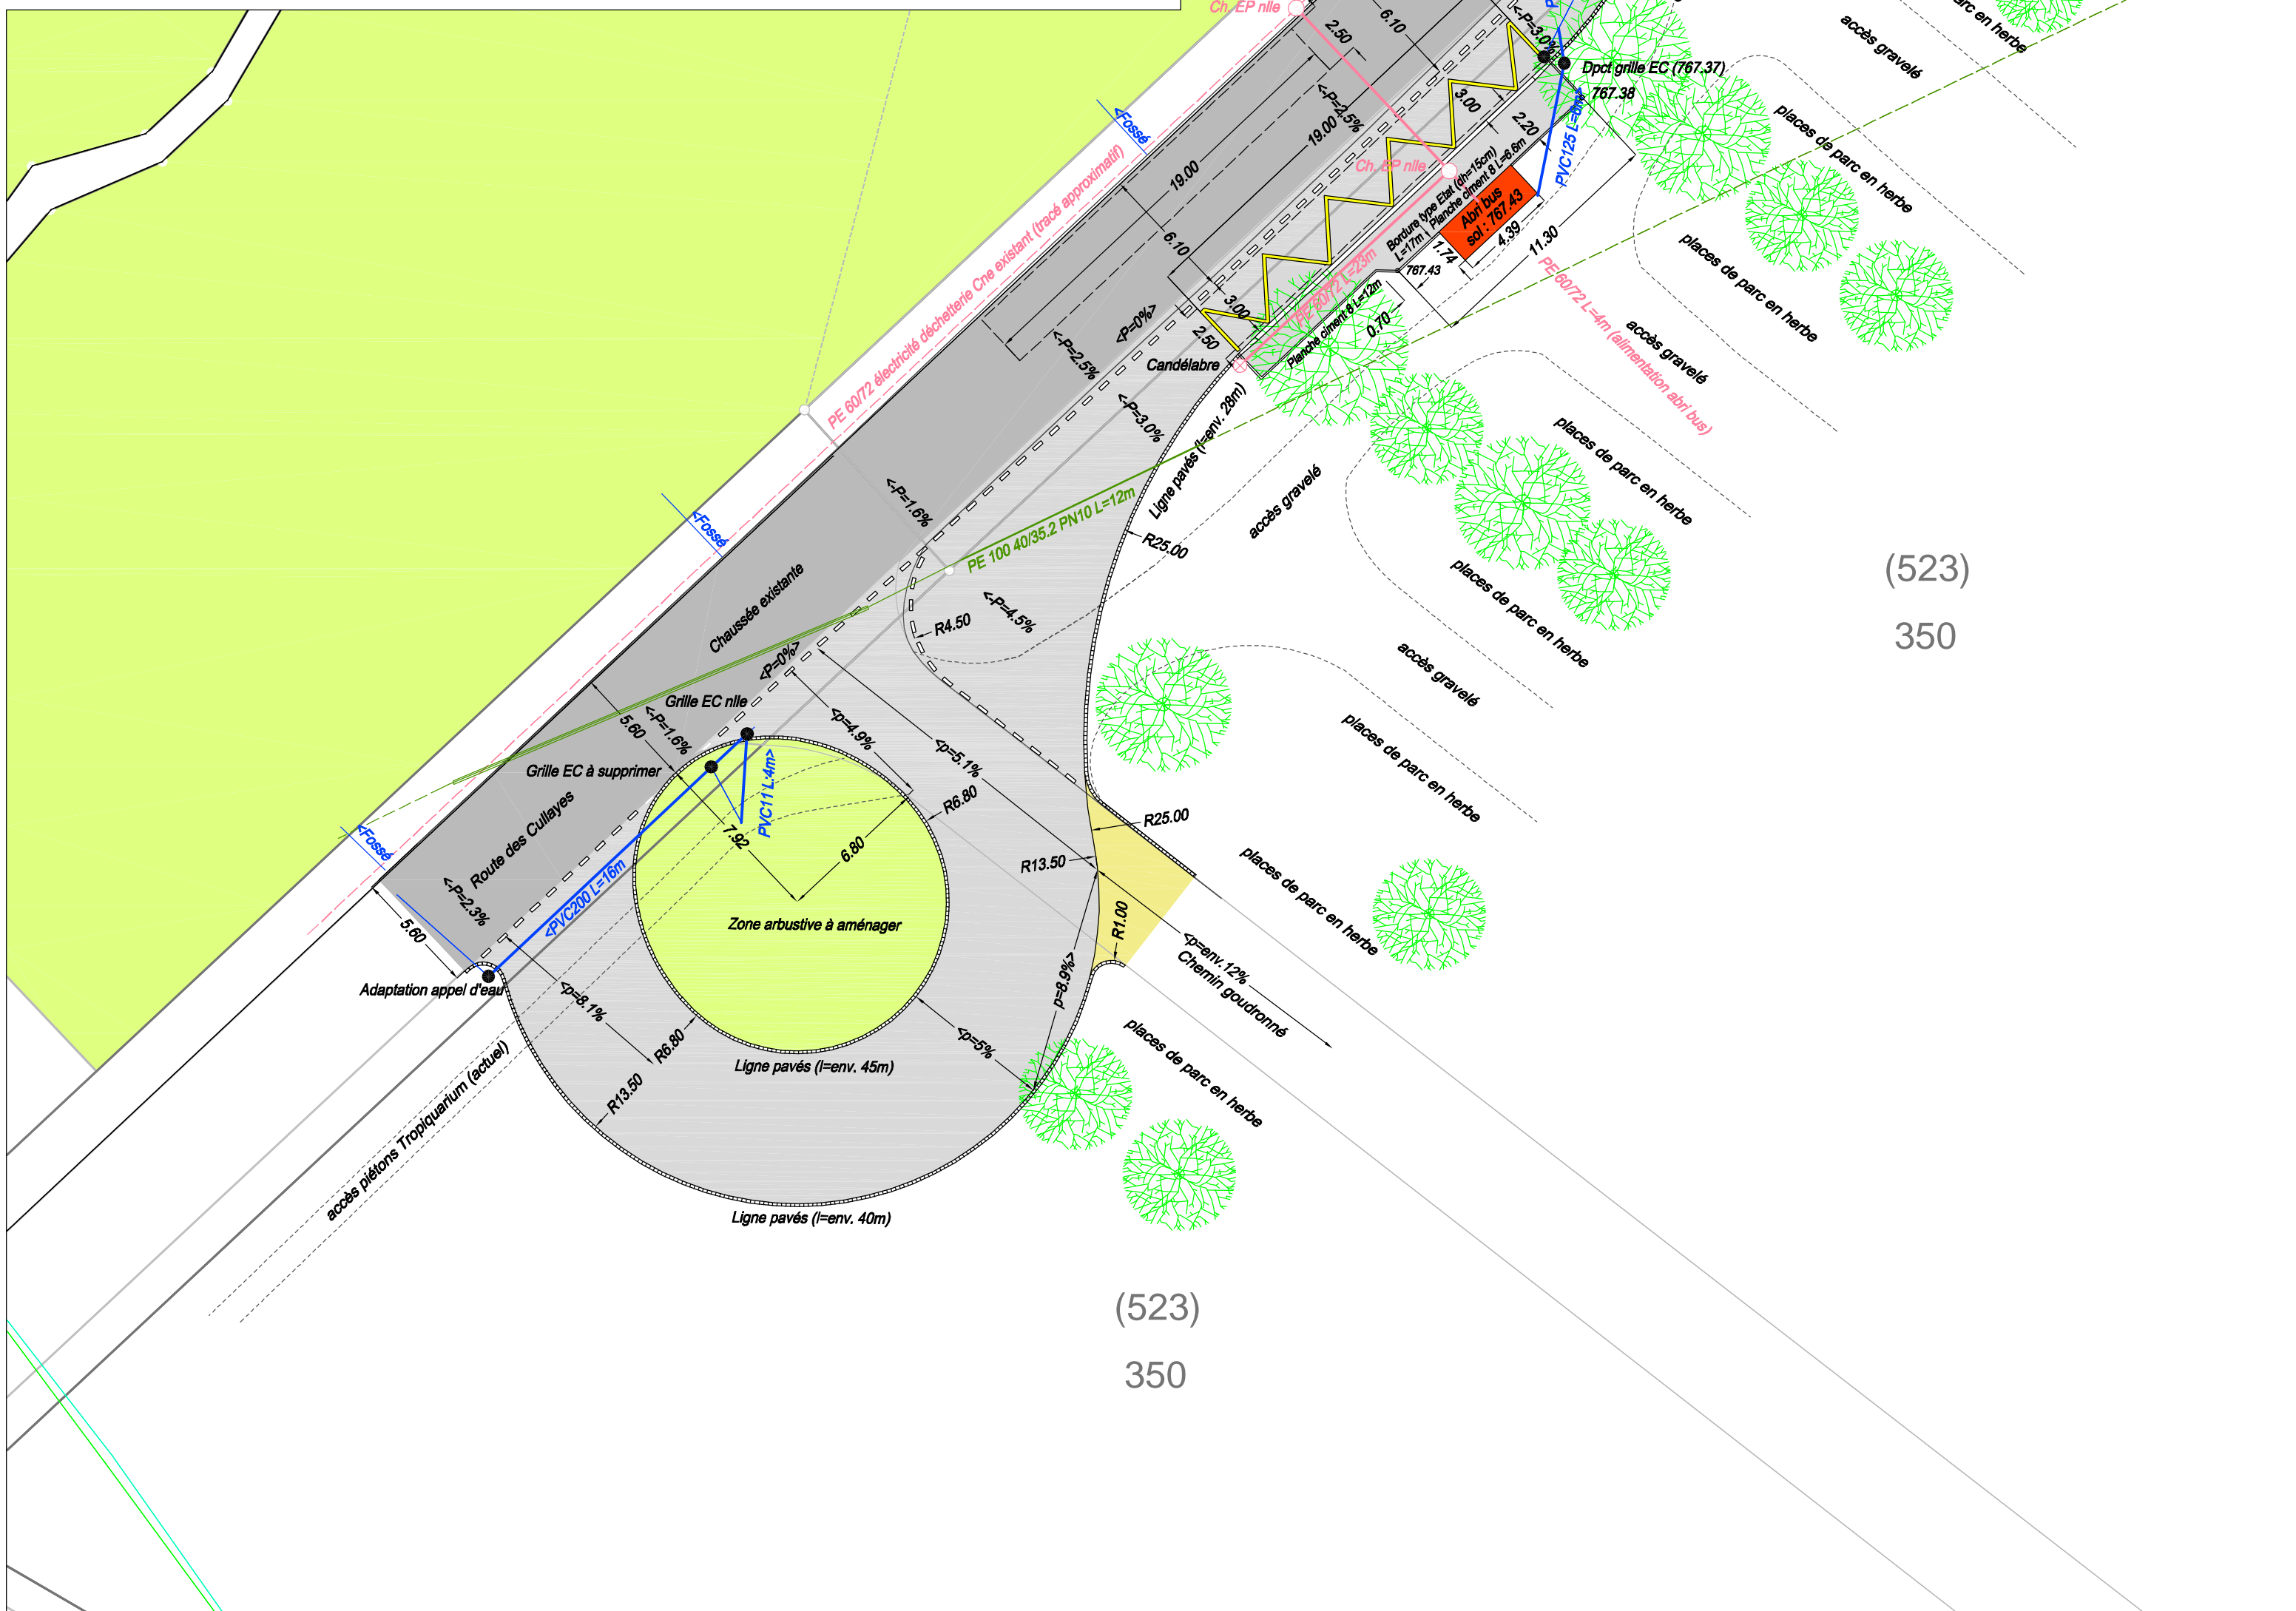 Ch. EP nlle
2.50
6.10
<-P=3.0%
accès gravelé
Dpct grille EC (767.37)
767.38
places de parc en herbe
<Fossé
PE 60/72 électricité déchetterie Cne existant (tracé approximatif)
<-P=2.5%
19.00
19.00
3.00
2.20
PVC125 L=6m>
Ch. EP nlle
Bordure type Etat (dh=15cm)
L=17m
Planche ciment 8 L=6.6m
Abri bus
sol : 767.43
4.39
1.74
11.30
767.43
6.10
3.00
2.50
<P=0%>
<-P=2.5%
PE 60/72 L=23m
Planche ciment 8 L=12m
0.70
PE 60/72 L=4m (alimentation abri bus)
places de parc en herbe
accès gravelé
Candélabre
<-P=3.0%
Ligne pavés (l=env. 28m)
accès gravelé
places de parc en herbe
<Fossé
<-P=1.6%
PE 100 40/35.2 PN10 L=12m
R25.00
(523)
350
Chaussée existante
<-P=4.5%
R4.50
places de parc en herbe
accès gravelé
<P=0%>
Grille EC nlle
5.60
<-P=1.6%
<p=4.9%
<p=5.1%
places de parc en herbe
Grille EC à supprimer
PVC11 L:4m>
R6.80
R25.00
Route des Cullayes
<Fossé
7.92
6.80
R13.50
places de parc en herbe
<-P=2.3%
<PVC200 L=16m
5.60
Zone arbustive à aménager
R1.00
<p=env.12%
Chemin goudronné
Adaptation appel d'eau
<p=8.1%
p=8.9%>
<p=5%
R6.80
R13.50
Ligne pavés (l=env. 45m)
places de parc en herbe
accès piétons Tropiquarium (actuel)
Ligne pavés (l=env. 40m)
(523)
350